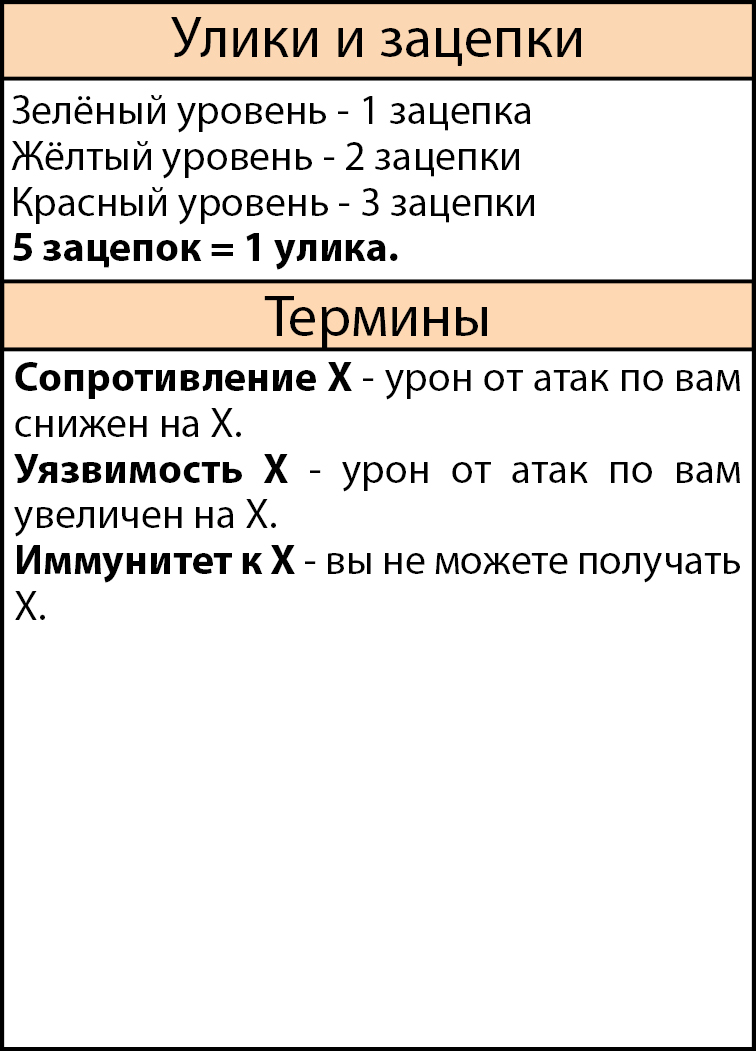 Улики и зацепки
Зелёный уровень - 1 зацепка
Жёлтый уровень - 2 зацепки
Красный уровень - 3 зацепки
5 зацепок = 1 улика.
Термины
Сопротивление X - урон от атак по вам
снижен на X.
Уязвимость X - урон от атак по вам
увеличен на X.
Иммунитет к X - вы не можете получать
X.